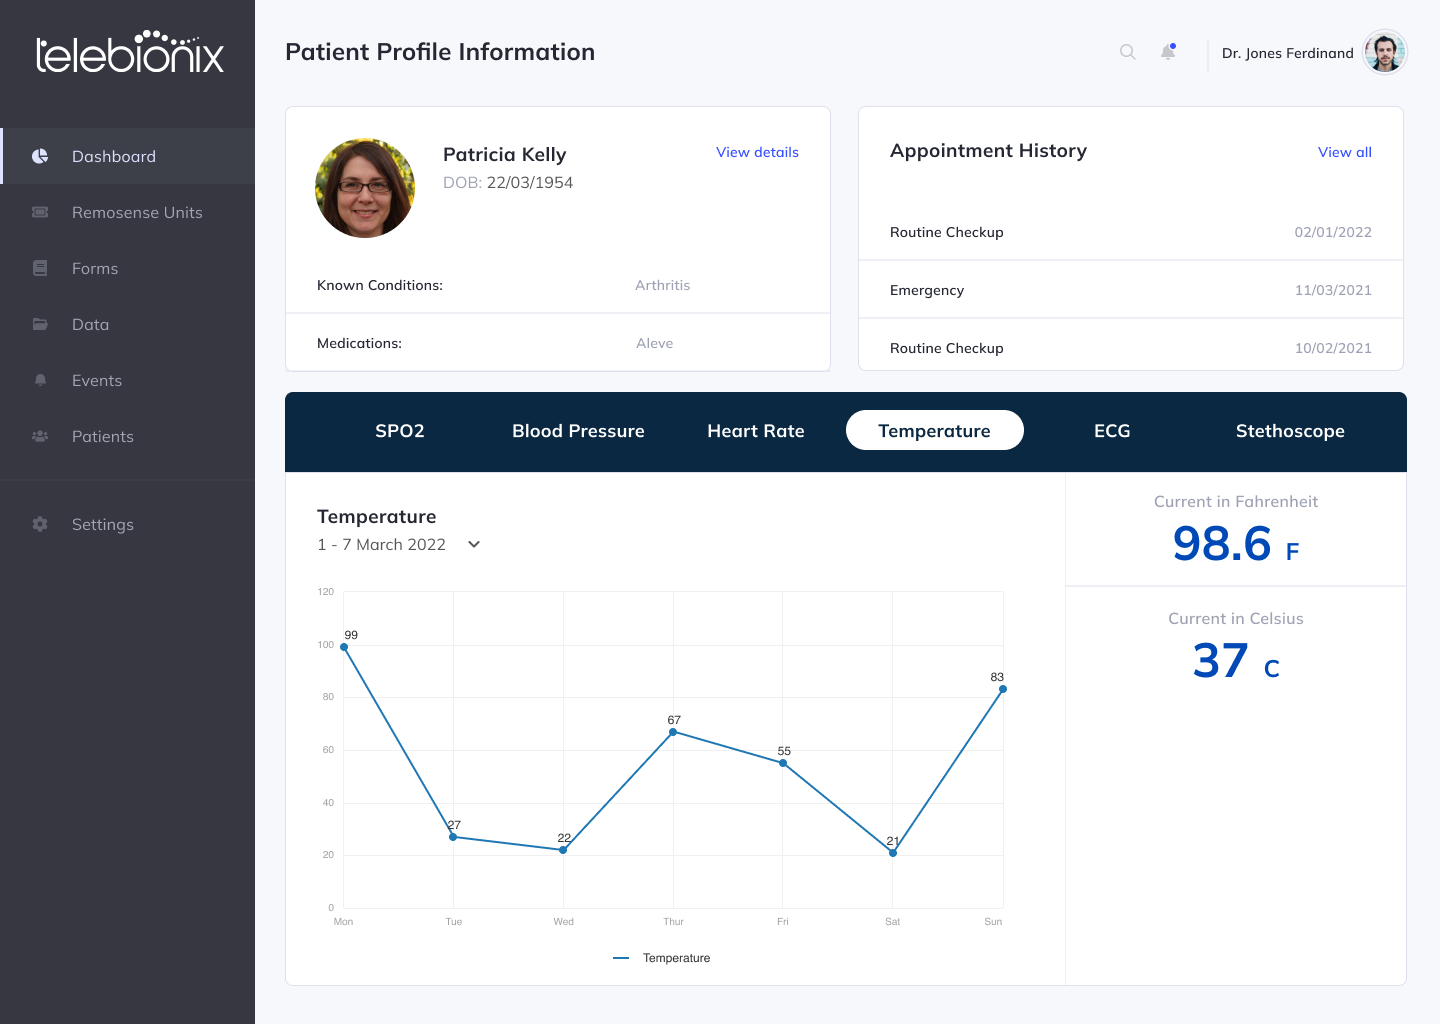 telebionix
Dashboard
Remosense Units
Forms
Data
Events
Patients
Settings
Patient Profile Information
Dr. Jones Ferdinand
Patricia Kelly
View details
DOB: 22/03/1954
Known Conditions: Arthritis
Medications: Aleve
Appointment History
View all
Routine Checkup 02/01/2022
Emergency 11/03/2021
Routine Checkup 10/02/2021
SPO2 Blood Pressure Heart Rate Temperature ECG Stethoscope
Temperature
1 - 7 March 2022
120
100
80
60
40
20
0
99
27
22
67
55
21
83
Mon Tue Wed Thur Fri Sat Sun
Temperature
Current in Fahrenheit
98.6 F
Current in Celsius
37 C